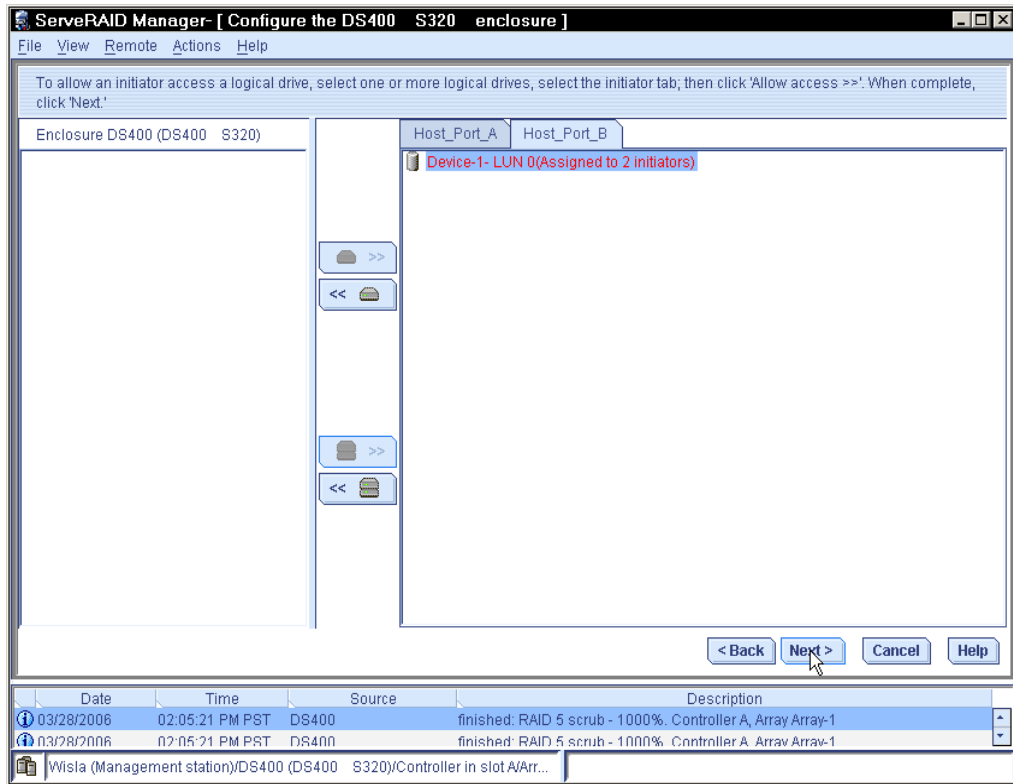 ServeRAID Manager- [ Configure the DS400 S320 enclosure ]
File View Remote Actions Help
To allow an initiator access a logical drive, select one or more logical drives, select the initiator tab; then click 'Allow access >>'. When complete,
click 'Next.'
Enclosure DS400 (DS400 S320)
Host_Port_A Host_Port_B
Device-1- LUN 0(Assigned to 2 initiators)
>>
<<
>>
<<
< Back Next > Cancel Help
Date Time Source Description
03/28/2006 02:05:21 PM PST DS400 finished: RAID 5 scrub - 1000%. Controller A, Array Array-1
03/28/2006 02:05:21 PM PST DS400 finished: RAID 5 scrub - 1000%. Controller A, Array Array-1
Wisla (Management station)/DS400 (DS400 S320)/Controller in slot A/Arr...